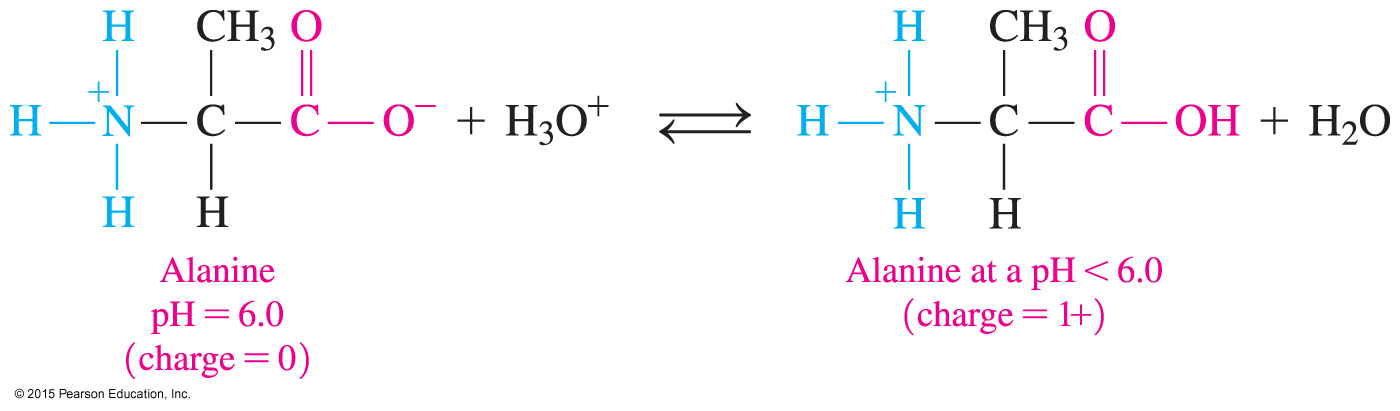 H CH₃ O H CH₃ O
H—N⁺—C—C—O⁻ + H₃O⁺ ⇌ H—N⁺—C—C—OH + H₂O
H H H H
Alanine Alanine at a pH < 6.0
pH = 6.0 (charge = 1+)
(charge = 0)
© 2015 Pearson Education, Inc.